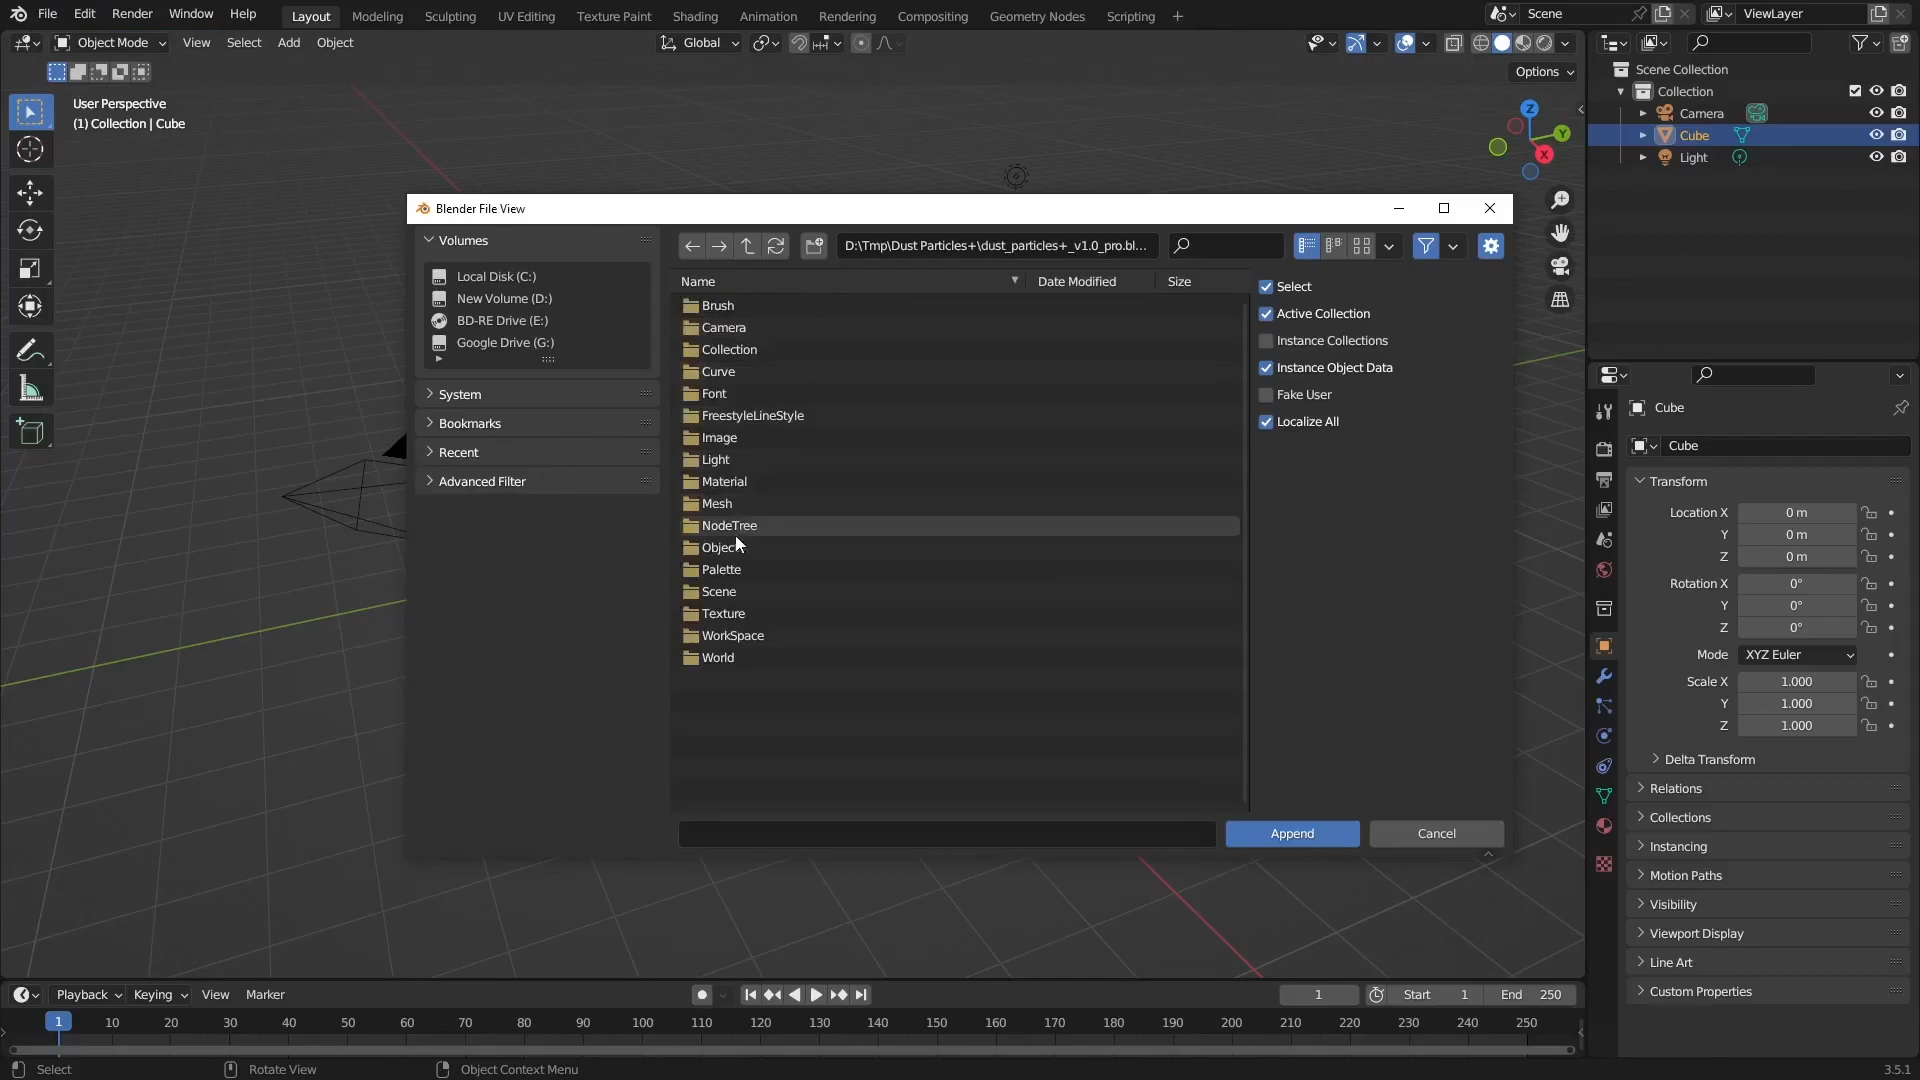 File Edit Render Window Help Layout Modeling Sculpting UV Editing Texture Paint Shading Animation Rendering Compositing Geometry Nodes Scripting + Scene ViewLayer
Object Mode View Select Add Object Global
Options
User Perspective
(1) Collection | Cube
Z
Y
X
Scene Collection
Collection
Camera
Cube
Light
Blender File View
Volumes
Local Disk (C:)
New Volume (D:)
BD-RE Drive (E:)
Google Drive (G:)
System
Bookmarks
Recent
Advanced Filter
D:\Tmp\Dust Particles+\dust_particles+_v1.0_pro.bl...
Name Date Modified Size
Brush
Camera
Collection
Curve
Font
FreestyleLineStyle
Image
Light
Material
Mesh
NodeTree
Object
Palette
Scene
Texture
WorkSpace
World
Select
Active Collection
Instance Collections
Instance Object Data
Fake User
Localize All
Append Cancel
Cube
Cube
Transform
Location X 0 m
Y 0 m
Z 0 m
Rotation X 0°
Y 0°
Z 0°
Mode XYZ Euler
Scale X 1.000
Y 1.000
Z 1.000
Delta Transform
Relations
Collections
Instancing
Motion Paths
Visibility
Viewport Display
Line Art
Custom Properties
Playback Keying View Marker 1 Start 1 End 250
1 10 20 30 40 50 60 70 80 90 100 110 120 130 140 150 160 170 180 190 200 210 220 230 240 250
Select Rotate View Object Context Menu 3.5.1